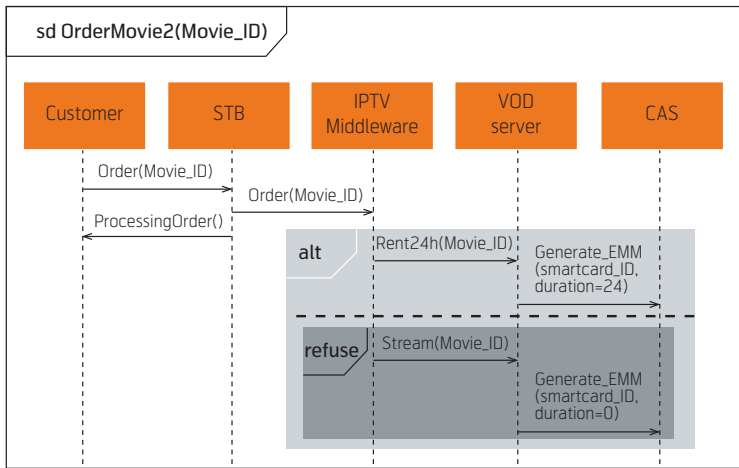 sd OrderMovie2(Movie_ID)
Customer
STB
IPTV
Middleware
VOD
server
CAS
Order(Movie_ID)
Order(Movie_ID)
ProcessingOrder()
alt
Rent24h(Movie_ID)
Generate_EMM
(smartcard_ID,
duration=24)
refuse
Stream(Movie_ID)
Generate_EMM
(smartcard_ID,
duration=0)